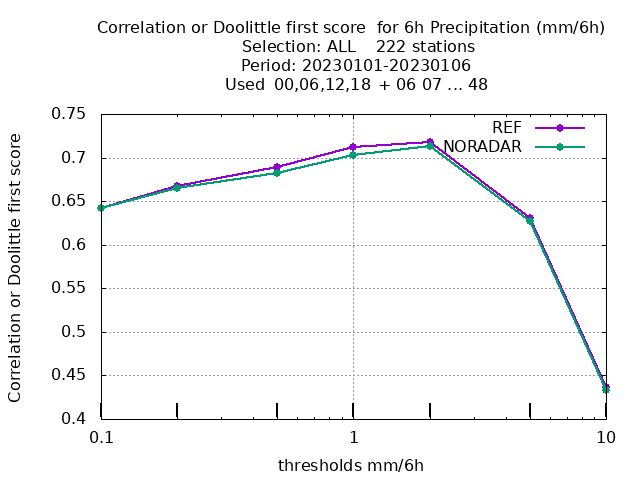 Correlation or Doolittle first score  for 6h Precipitation (mm/6h)
Selection: ALL    222 stations
Period: 20230101-20230106
Used  00,06,12,18  + 06 07 ... 48
Correlation or Doolittle first score
0.75
0.7
0.65
0.6
0.55
0.5
0.45
0.4
REF
NORADAR
0.1
1
10
thresholds mm/6h